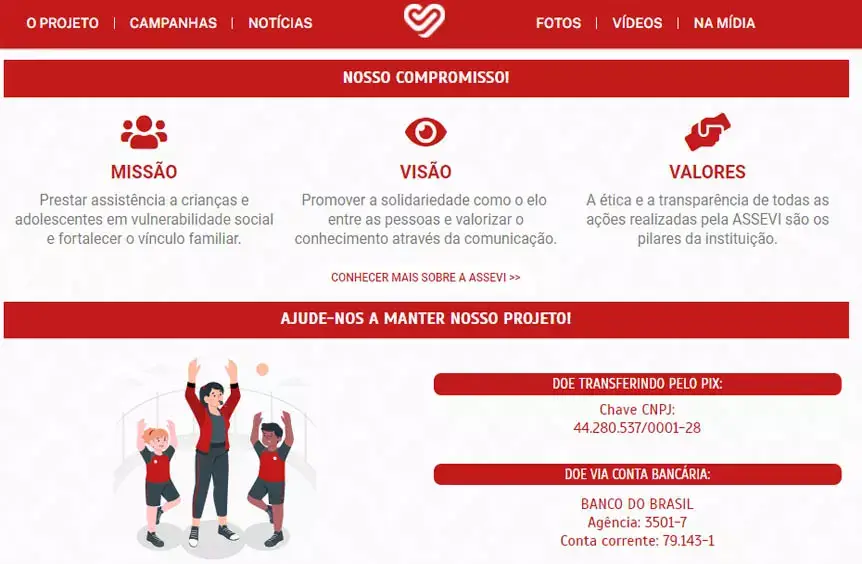 O PROJETO | CAMPANHAS | NOTÍCIAS FOTOS | VÍDEOS | NA MÍDIA
NOSSO COMPROMISSO!
MISSÃO
Prestar assistência a crianças e
adolescentes em vulnerabilidade social
e fortalecer o vínculo familiar.
VISÃO
Promover a solidariedade como o elo
entre as pessoas e valorizar o
conhecimento através da comunicação.
VALORES
A ética e a transparência de todas as
ações realizadas pela ASSEVI são os
pilares da instituição.
CONHECER MAIS SOBRE A ASSEVI >>
AJUDE-NOS A MANTER NOSSO PROJETO!
DOE TRANSFERINDO PELO PIX:
Chave CNPJ:
44.280.537/0001-28
DOE VIA CONTA BANCÁRIA:
BANCO DO BRASIL
Agência: 3501-7
Conta corrente: 79.143-1